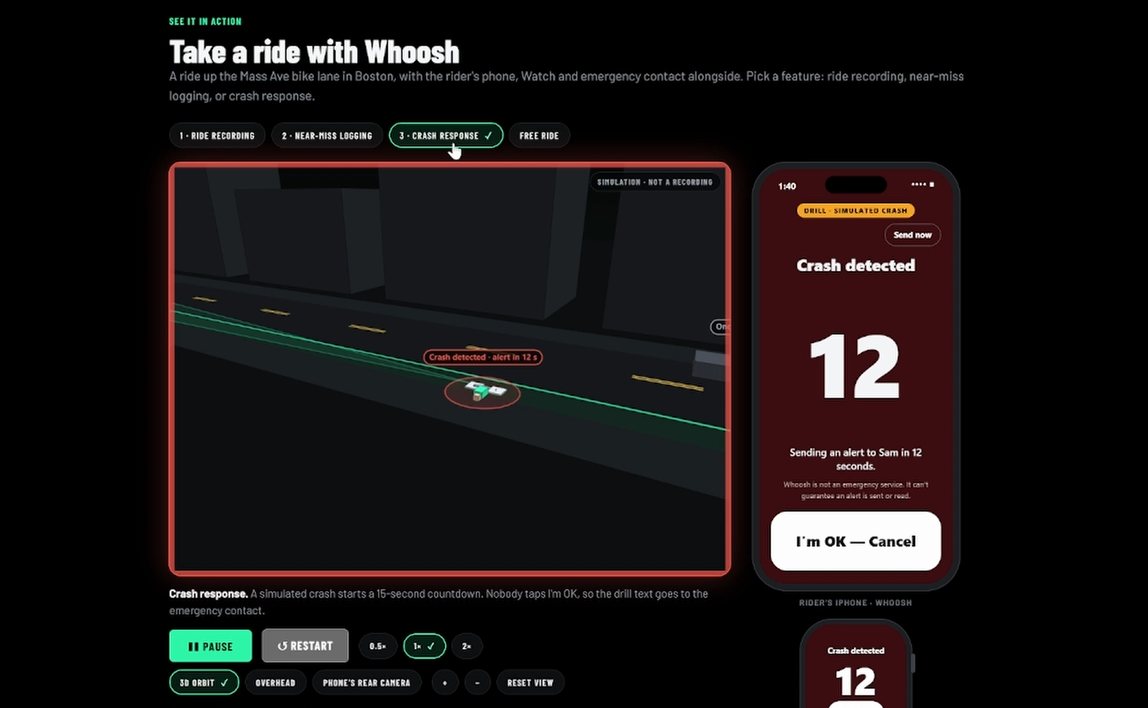 SEE IT IN ACTION
Take a ride with Whoosh
A ride up the Mass Ave bike lane in Boston, with the rider's phone, Watch and emergency contact alongside. Pick a feature: ride recording, near-miss
logging, or crash response.
1 · RIDE RECORDING
2 · NEAR-MISS LOGGING
3 · CRASH RESPONSE ✓
FREE RIDE
SIMULATION · NOT A RECORDING
Crash detected · alert in 12 s
1:40
DRILL · SIMULATED CRASH
Send now
Crash detected
12
Sending an alert to Sam in 12
seconds.
Whoosh is not an emergency service. It can't
guarantee an alert is sent or read.
I'm OK — Cancel
RIDER'S IPHONE · WHOOSH
Crash response. A simulated crash starts a 15-second countdown. Nobody taps I'm OK, so the drill text goes to the
emergency contact.
PAUSE
↺ RESTART
0.5×
1× ✓
2×
3D ORBIT ✓
OVERHEAD
PHONE'S REAR CAMERA
+
−
RESET VIEW
Crash detected
12